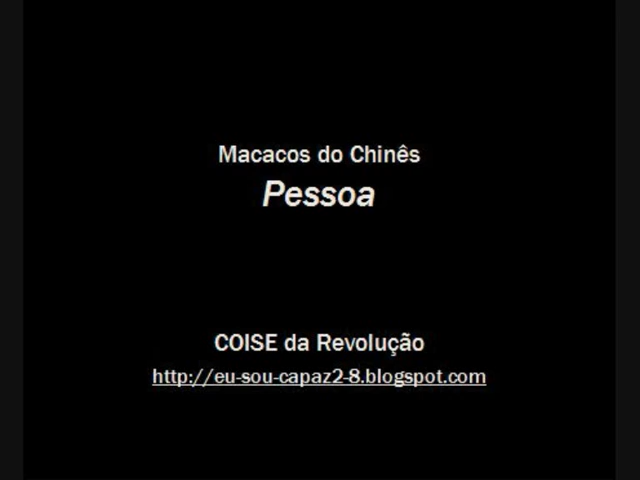 Macacos do Chinês
Pessoa
COISE da Revolução
http://eu-sou-capaz2-8.blogspot.com